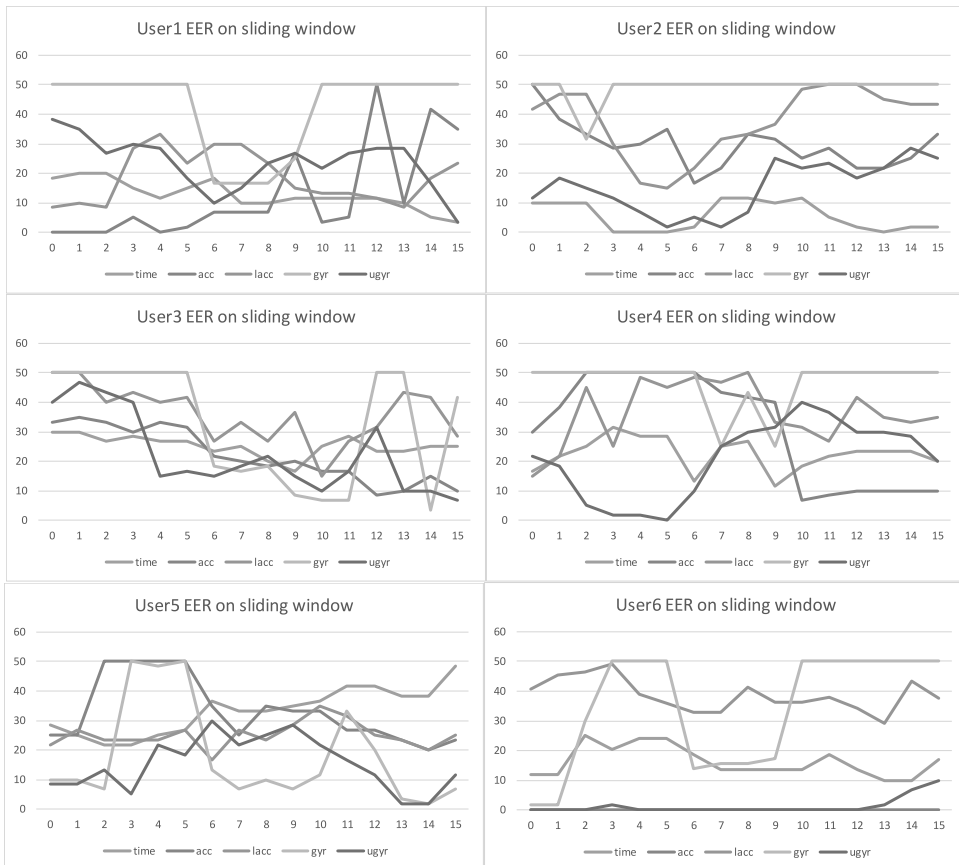 User1 EER on sliding window
60
50
40
30
20
10
0
0 1 2 3 4 5 6 7 8 9 10 11 12 13 14 15
time acc lacc gyr ugyr
User2 EER on sliding window
60
50
40
30
20
10
0
0 1 2 3 4 5 6 7 8 9 10 11 12 13 14 15
time acc lacc gyr ugyr
User3 EER on sliding window
60
50
40
30
20
10
0
0 1 2 3 4 5 6 7 8 9 10 11 12 13 14 15
time acc lacc gyr ugyr
User4 EER on sliding window
60
50
40
30
20
10
0
0 1 2 3 4 5 6 7 8 9 10 11 12 13 14 15
time acc lacc gyr ugyr
User5 EER on sliding window
60
50
40
30
20
10
0
0 1 2 3 4 5 6 7 8 9 10 11 12 13 14 15
time acc lacc gyr ugyr
User6 EER on sliding window
60
50
40
30
20
10
0
0 1 2 3 4 5 6 7 8 9 10 11 12 13 14 15
time acc lacc gyr ugyr